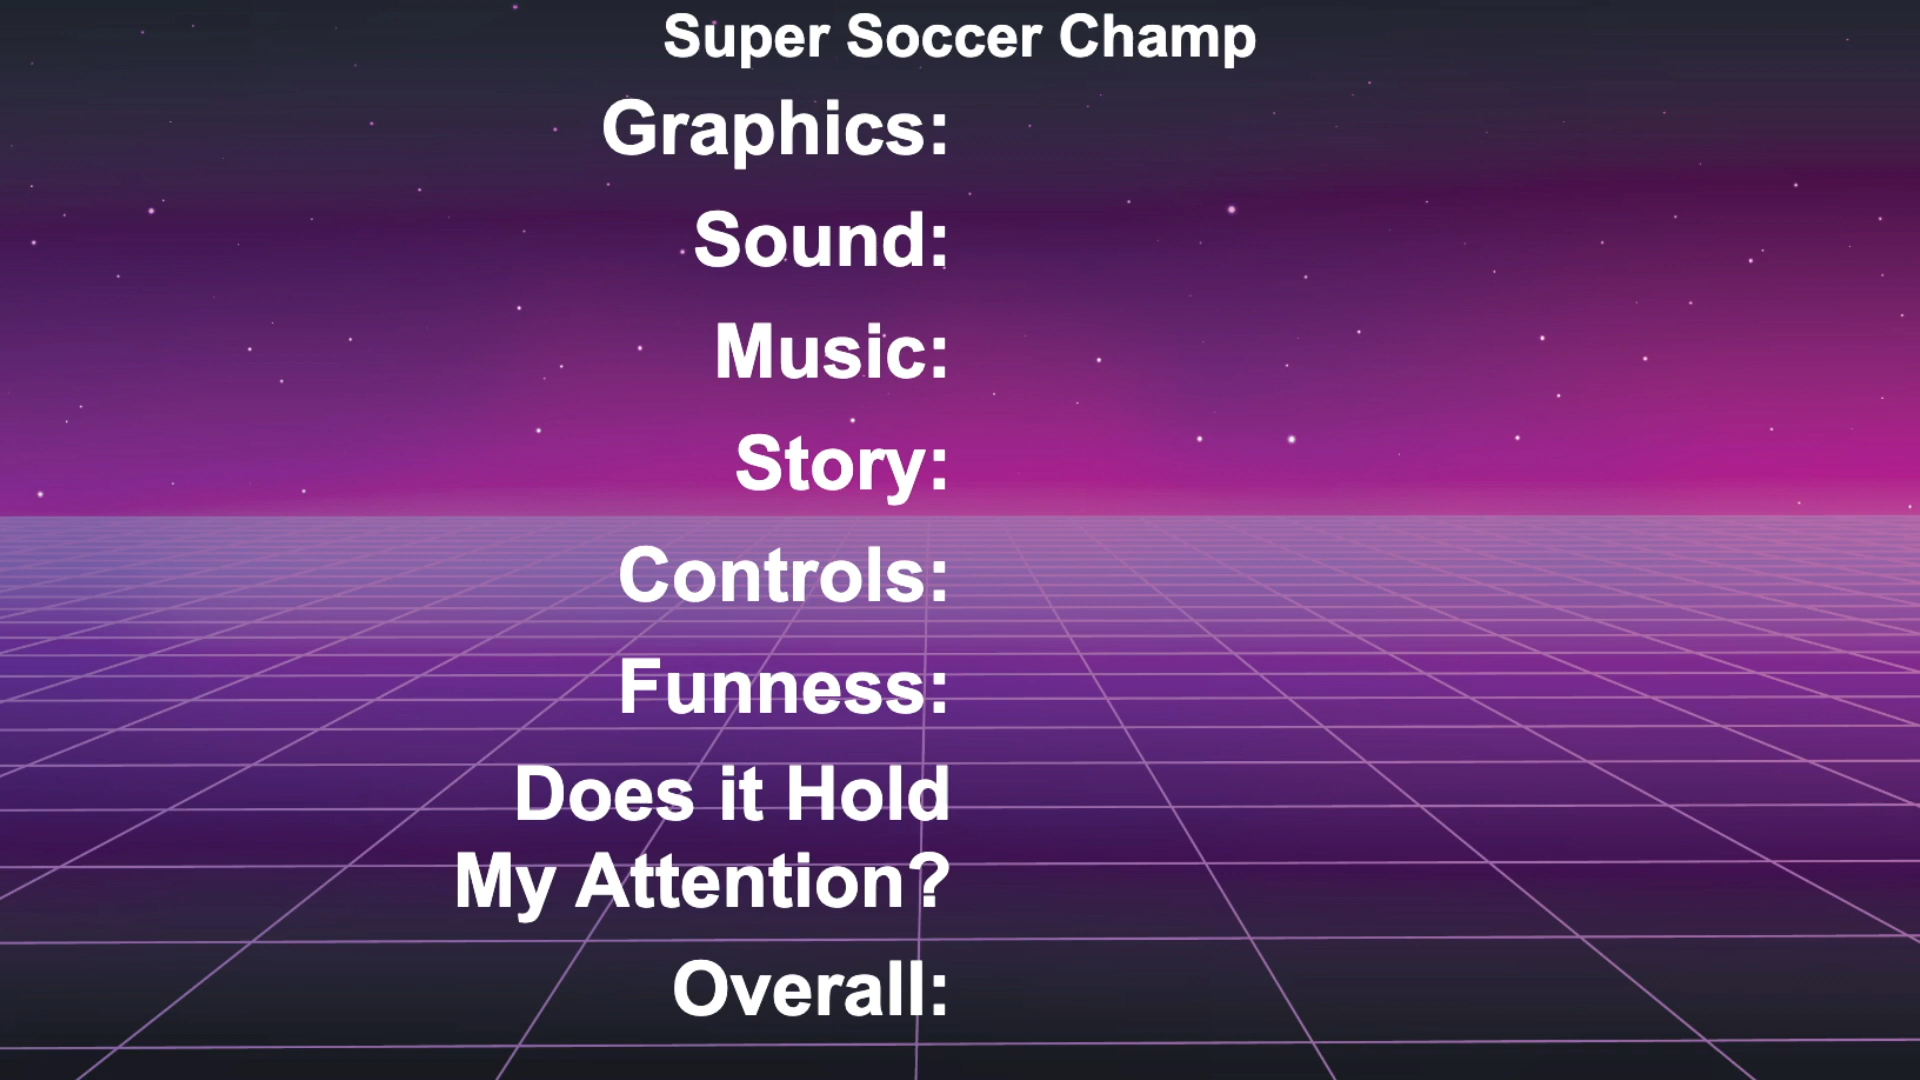 Super Soccer Champ
Graphics:
Sound:
Music:
Story:
Controls:
Funness:
Does it Hold
My Attention?
Overall: